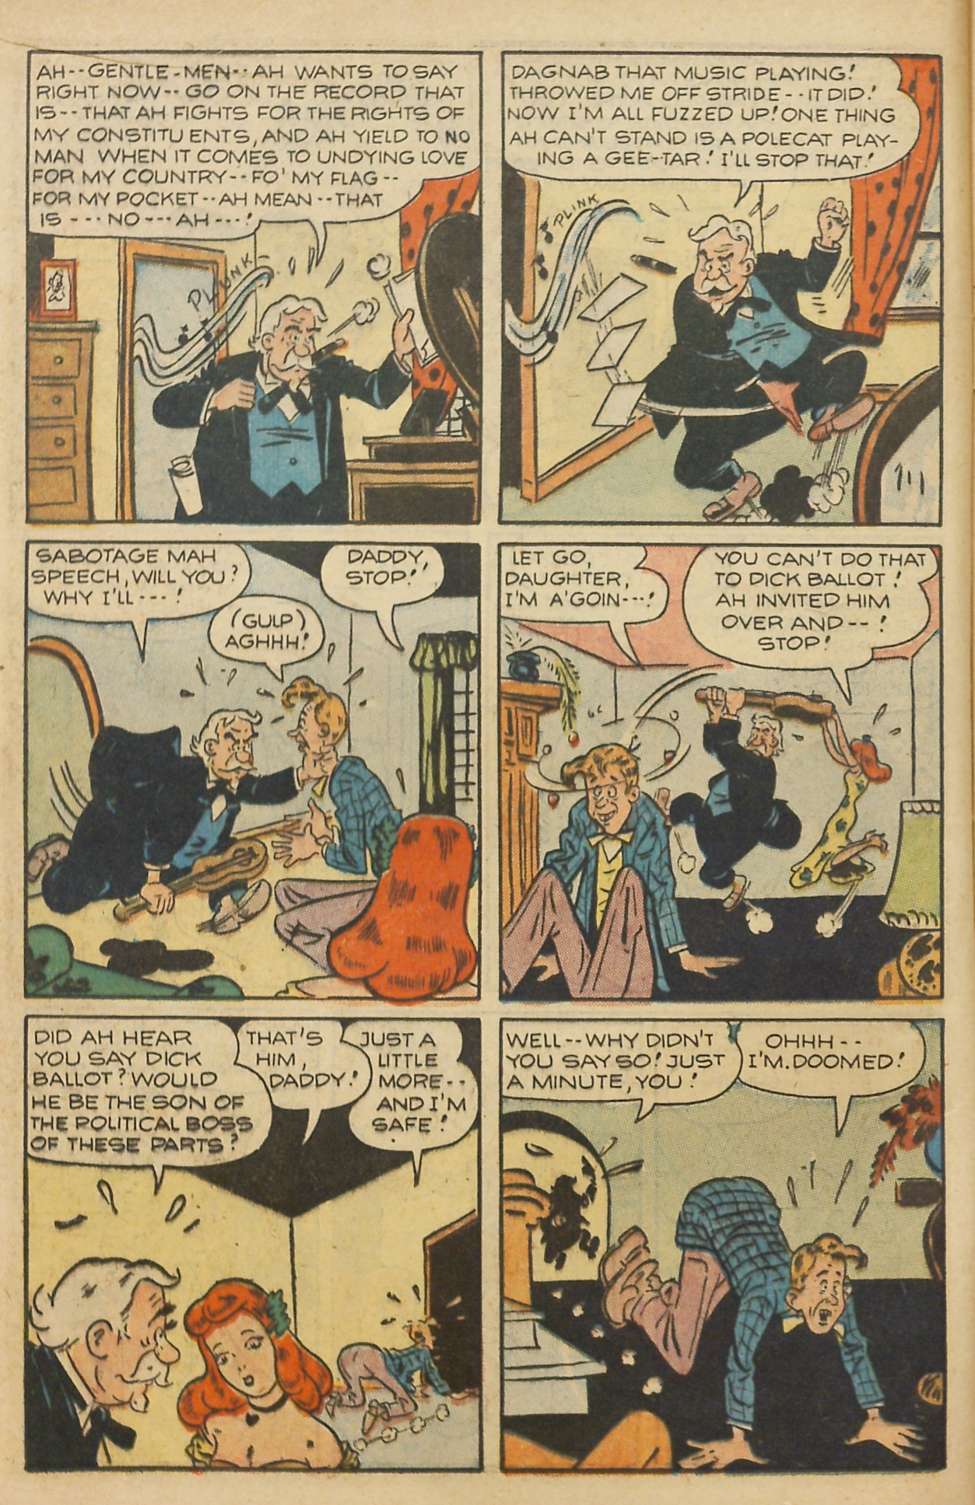 AH--GENTLE-MEN--AH WANTS TO SAY
RIGHT NOW--GO ON THE RECORD THAT
IS--THAT AH FIGHTS FOR THE RIGHTS OF
MY CONSTITUENTS, AND AH YIELD TO NO
MAN WHEN IT COMES TO UNDYING LOVE
FOR MY COUNTRY--FO' MY FLAG--
FOR MY POCKET--AH MEAN--THAT
IS---NO---AH---!
PLUNK
DAGNAB THAT MUSIC PLAYING!
THROWED ME OFF STRIDE--IT DID!
NOW I'M ALL FUZZED UP! ONE THING
AH CAN'T STAND IS A POLECAT PLAY-
ING A GEE-TAR! I'LL STOP THAT!
PLINK
SABOTAGE MAH
SPEECH, WILL YOU?
WHY I'LL---!
(GULP)
AGHHH!
DADDY,
STOP!
LET GO,
DAUGHTER,
I'M A'GOIN---!
YOU CAN'T DO THAT
TO DICK BALLOT!
AH INVITED HIM
OVER AND--!
STOP!
DID AH HEAR
YOU SAY DICK
BALLOT? WOULD
HE BE THE SON OF
THE POLITICAL BOSS
OF THESE PARTS?
THAT'S
HIM,
DADDY!
JUST A
LITTLE
MORE--
AND I'M
SAFE!
WELL--WHY DIDN'T
YOU SAY SO! JUST
A MINUTE, YOU!
OHHH--
I'M.DOOMED!